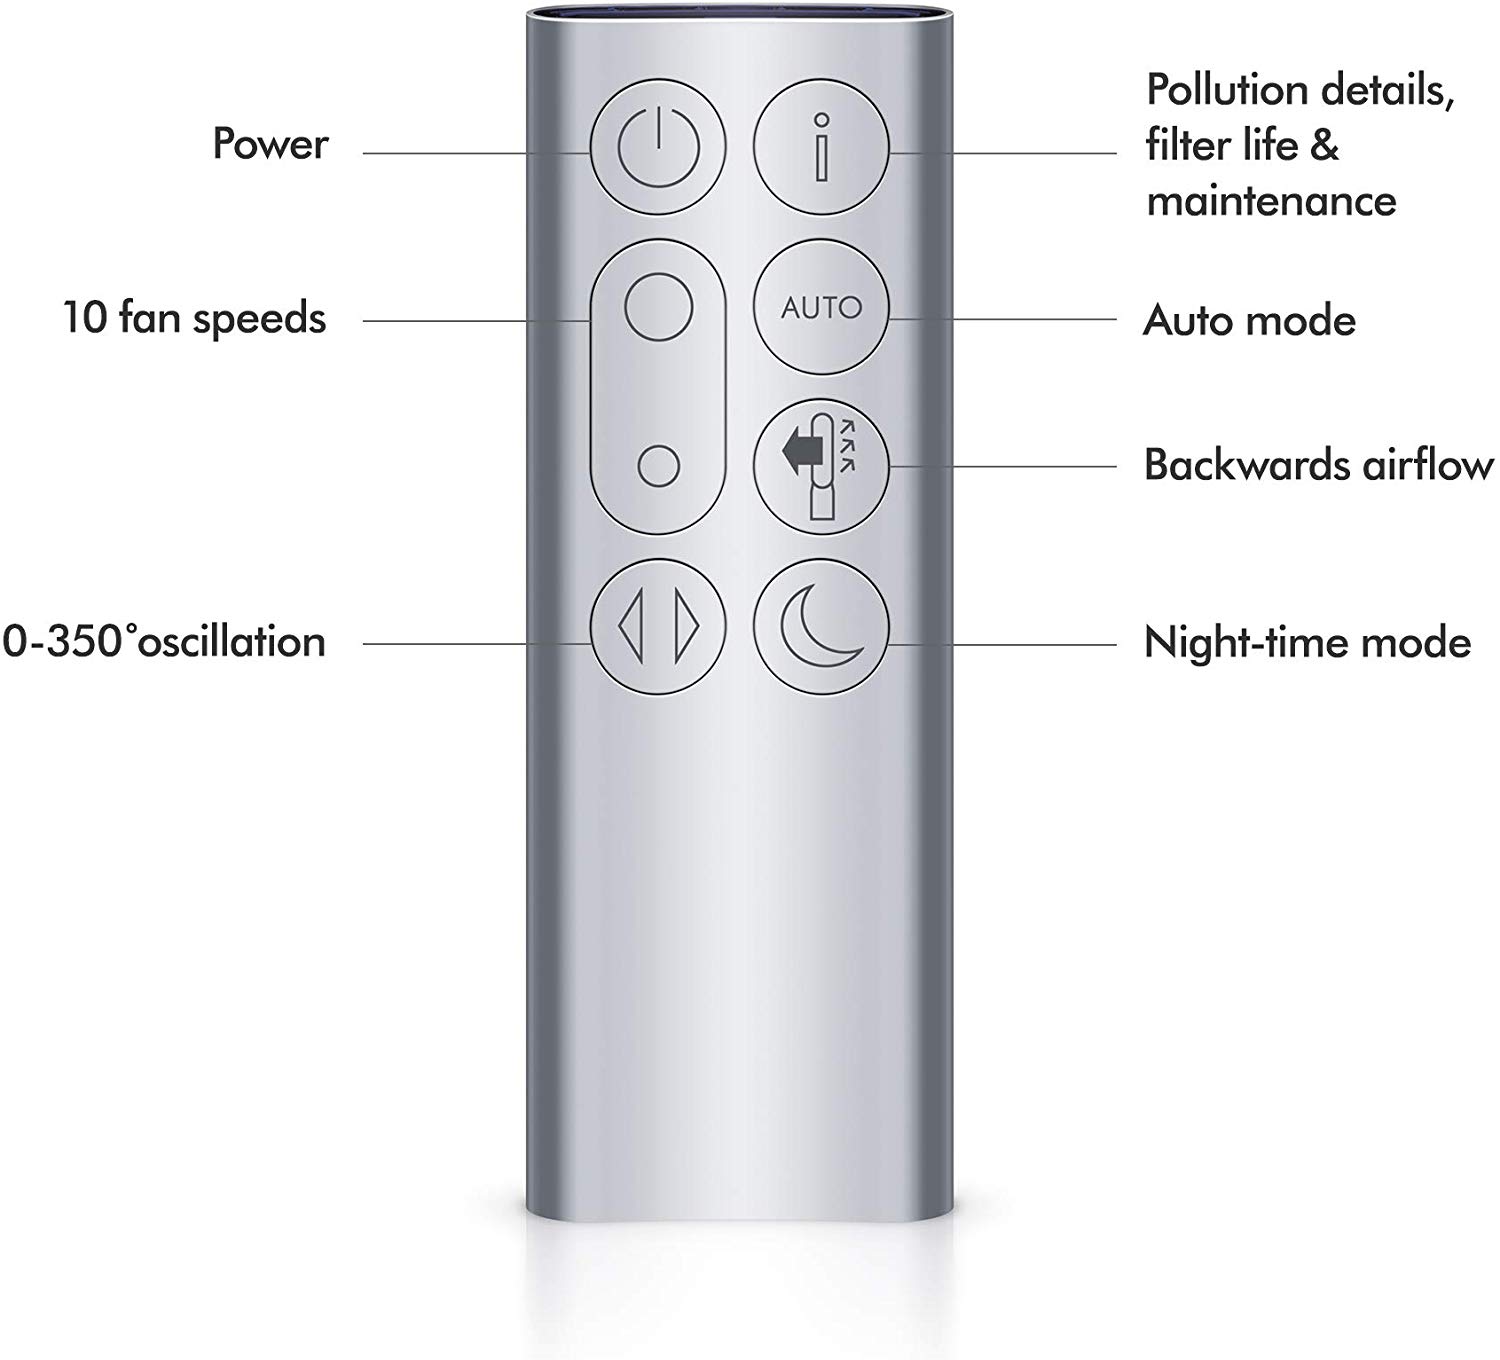 Power
Pollution details,
filter life &
maintenance
10 fan speeds
AUTO
Auto mode
Backwards airflow
0-350°oscillation
Night-time mode